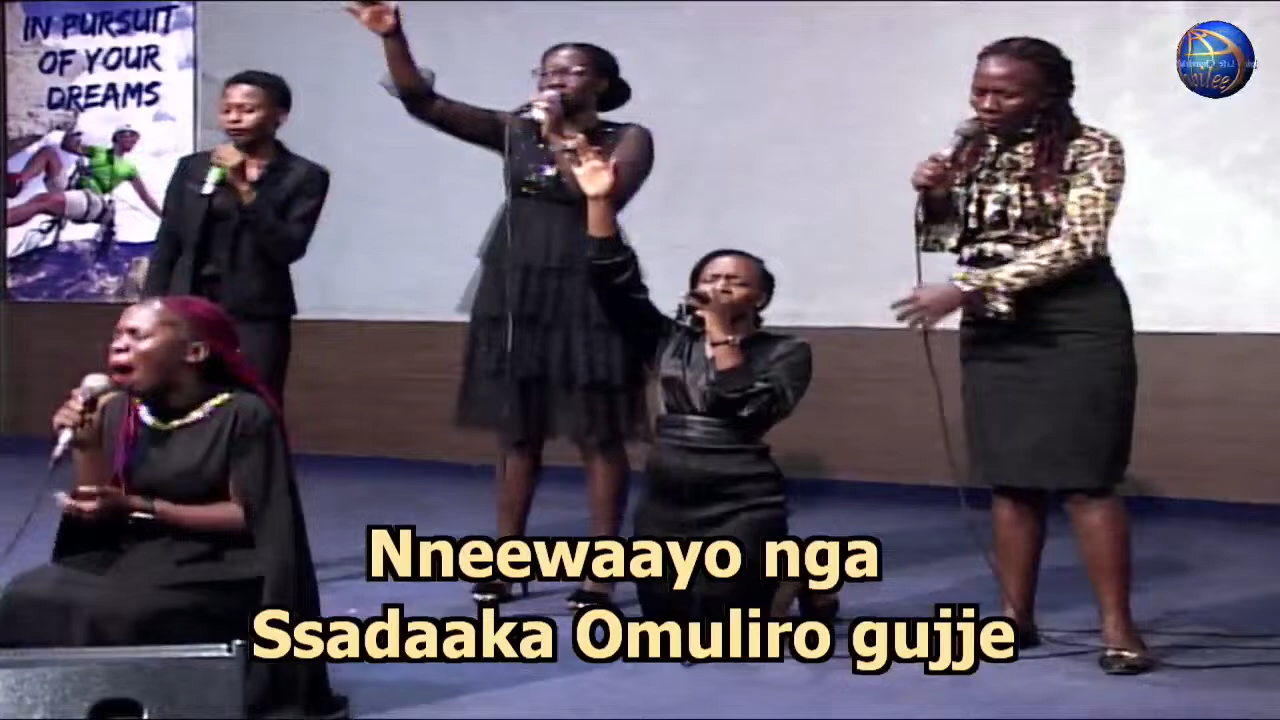 IN PURSUIT
OF YOUR
DREAMS
Nneewaayo nga
Ssadaaka Omuliro gujje